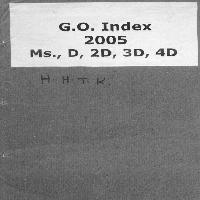 G.O. Index
2005
Ms., D, 2D, 3D, 4D
H H T R